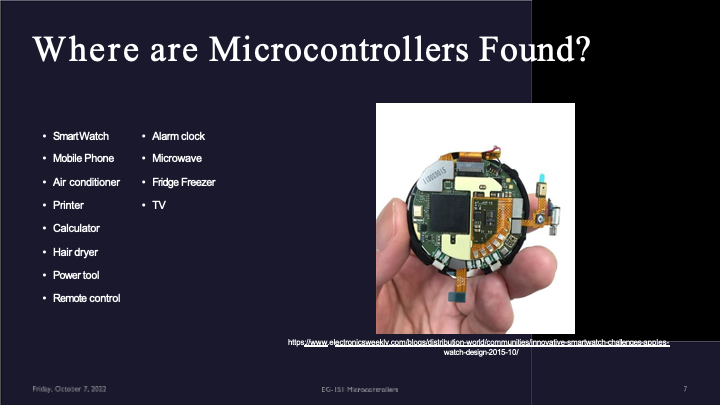 Where are Microcontrollers Found?
• SmartWatch
• Mobile Phone
• Air conditioner
• Printer
• Calculator
• Hair dryer
• Power tool
• Remote control
• Alarm clock
• Microwave
• Fridge Freezer
• TV
https://www.electronicsweekly.com/blogs/distribution-world/communities/innovative-smartwatch-challenges-apples-
watch-design-2015-10/
Friday, October 7, 2022
EG-151 Microcontrollers
7